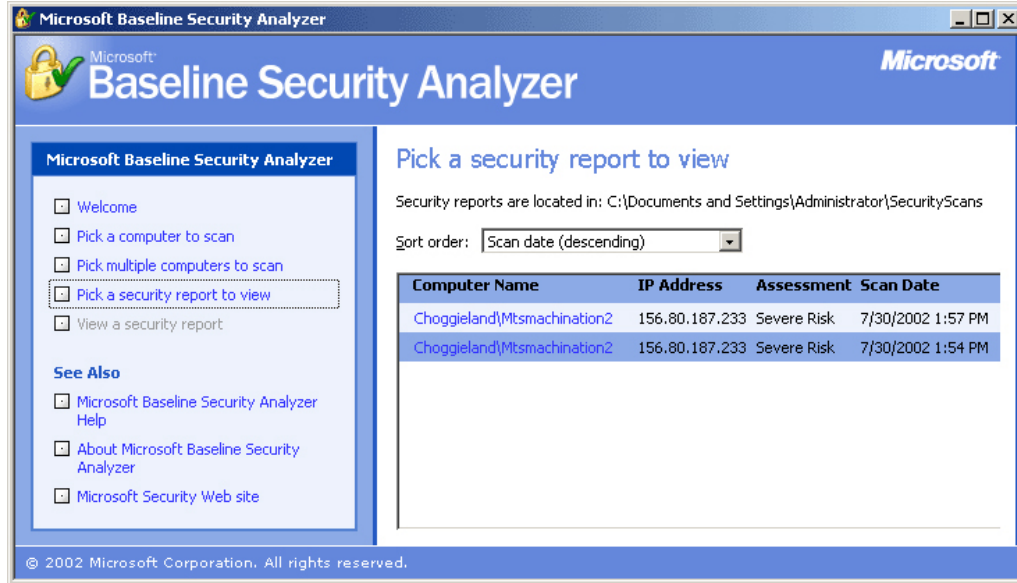 Microsoft Baseline Security Analyzer
Microsoft
Baseline Security Analyzer
Microsoft
Microsoft Baseline Security Analyzer
Welcome
Pick a computer to scan
Pick multiple computers to scan
Pick a security report to view
View a security report
See Also
Microsoft Baseline Security Analyzer
Help
About Microsoft Baseline Security
Analyzer
Microsoft Security Web site
Pick a security report to view
Security reports are located in: C:\Documents and Settings\Administrator\SecurityScans
Sort order: Scan date (descending)
Computer Name IP Address Assessment Scan Date
Choggieland\Mtsmachination2 156.80.187.233 Severe Risk 7/30/2002 1:57 PM
Choggieland\Mtsmachination2 156.80.187.233 Severe Risk 7/30/2002 1:54 PM
© 2002 Microsoft Corporation. All rights reserved.